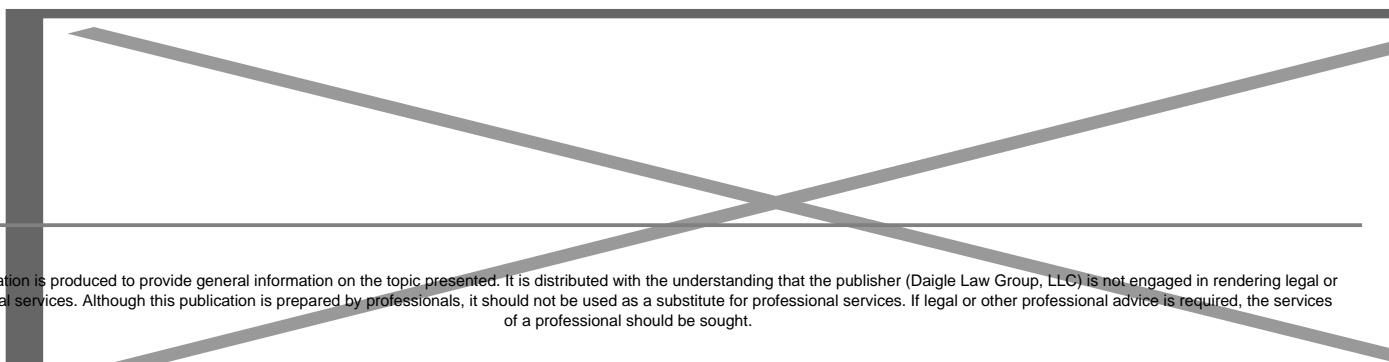 ation is produced to provide general information on the topic presented. It is distributed with the understanding that the publisher (Daigle Law Group, LLC) is not engaged in rendering legal or
al services. Although this publication is prepared by professionals, it should not be used as a substitute for professional services. If legal or other professional advice is required, the services
of a professional should be sought.